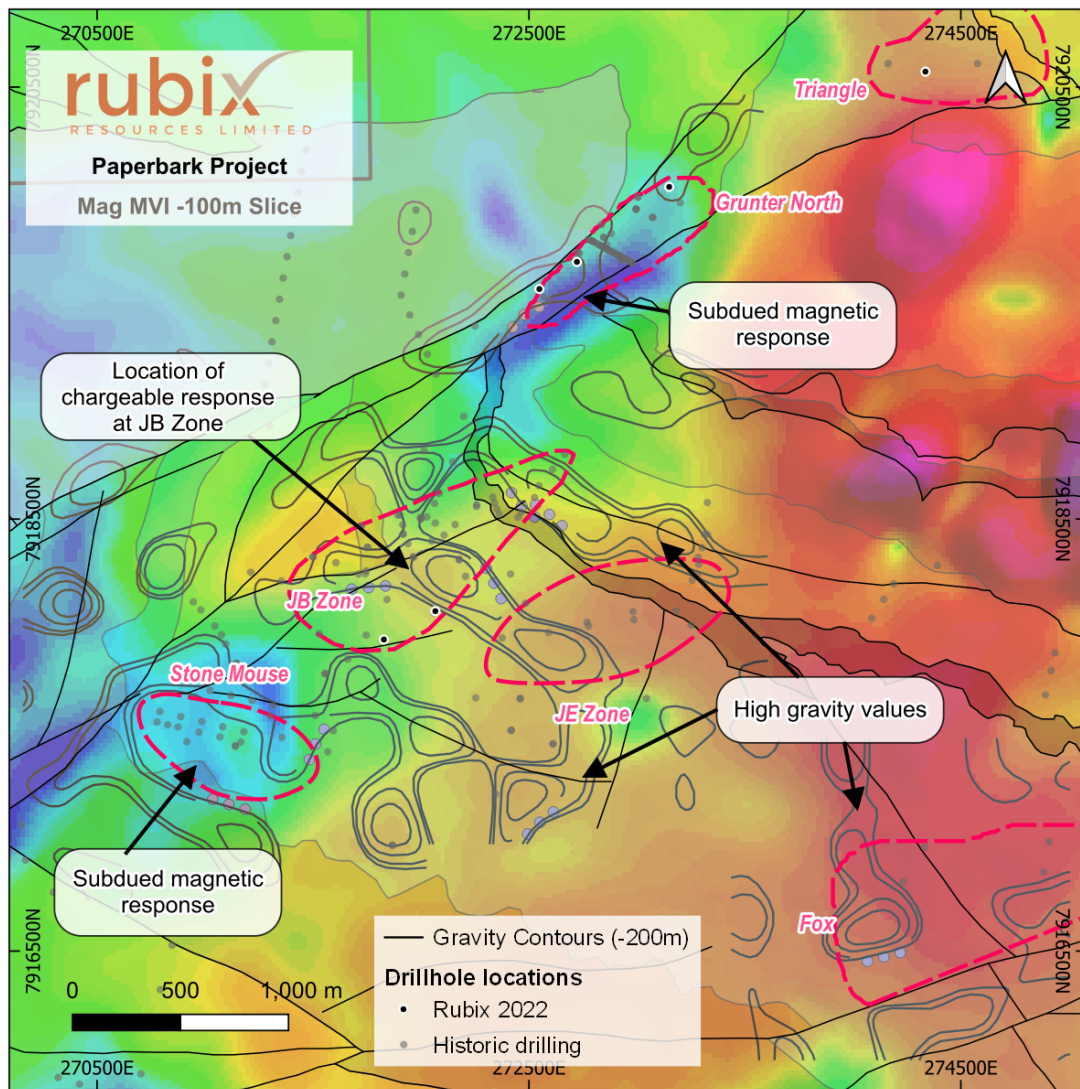 270500E
272500E
274500E
7920500N
7920500N
rubix
RESOURCES LIMITED
Paperbark Project
Mag MVI -100m Slice
Triangle
Grunter North
Subdued magnetic
response
Location of
chargeable response
at JB Zone
7918500N
7918500N
JB Zone
Stone Mouse
JE Zone
High gravity values
Subdued magnetic
response
Fox
7916500N
7916500N
Gravity Contours (-200m)
Drillhole locations
Rubix 2022
Historic drilling
0 500 1,000 m
270500E
272500E
274500E